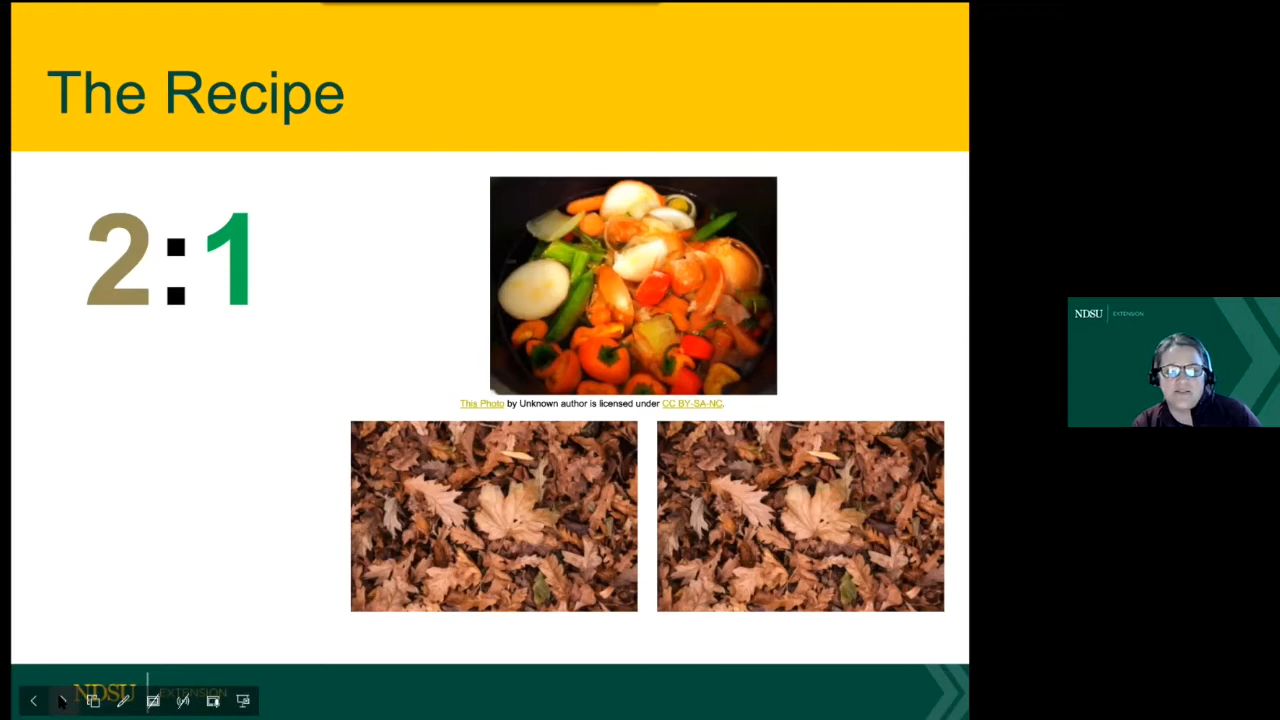 The Recipe
2:1
This Photo by Unknown author is licensed under CC BY-SA-NC.
NDSU EXTENSION
NDSU EXTENSION